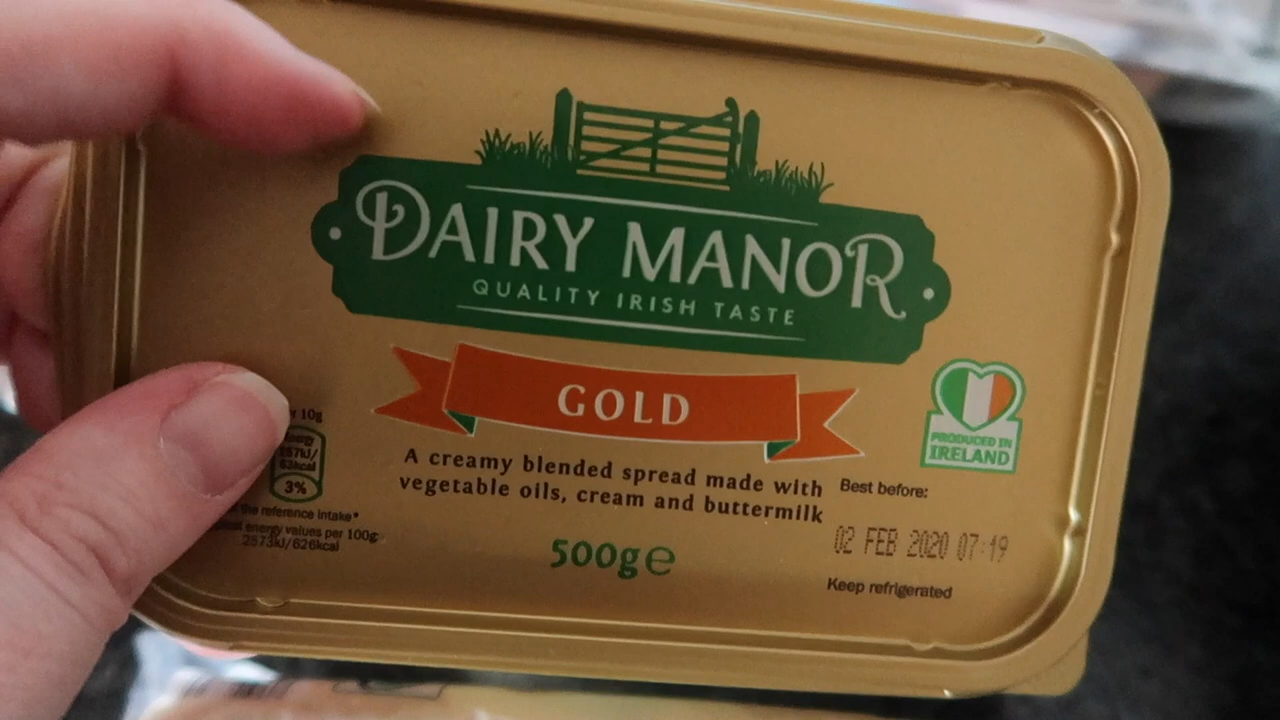 DAIRY MANOR
QUALITY IRISH TASTE
GOLD
A creamy blended spread made with
vegetable oils, cream and buttermilk
500g e
PRODUCED IN
IRELAND
Best before:
02 FEB 2020 07:19
Keep refrigerated
10g
63kcal
3%
the reference intake*
energy values per 100g:
2573kJ/626kcal